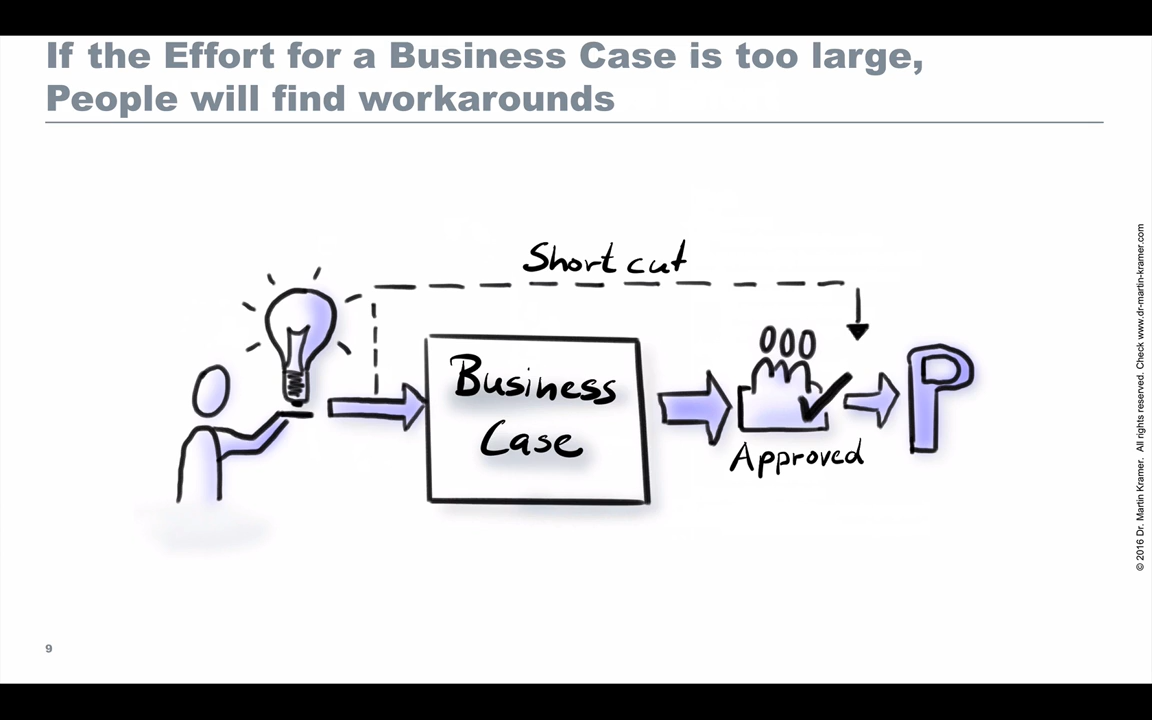 If the Effort for a Business Case is too large,
People will find workarounds
Short cut
Business
Case
Approved
P
© 2016 Dr. Martin Kramer. All rights reserved. Check www.dr-martin-kramer.com
9